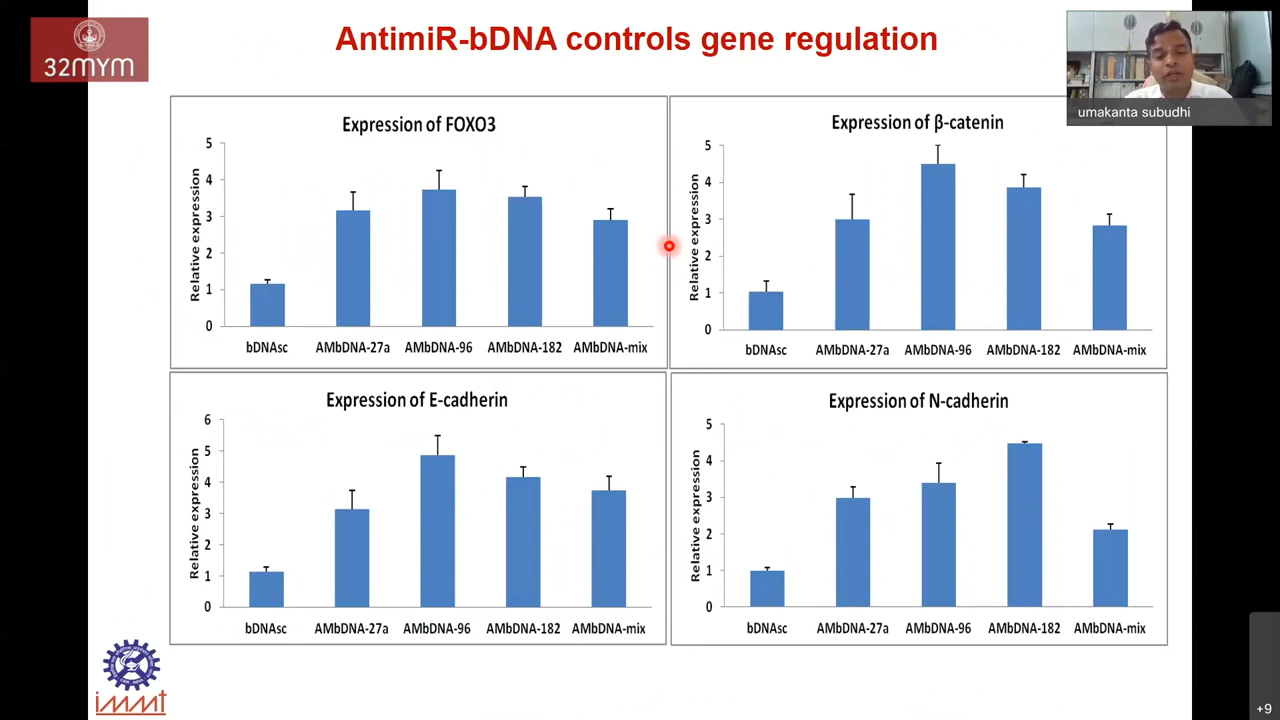 AntimiR-bDNA controls gene regulation
32MYM
umakanta subudhi
Expression of FOXO3
Relative expression
5
4
3
2
1
0
bDNAsc AMbDNA-27a AMbDNA-96 AMbDNA-182 AMbDNA-mix
Expression of β-catenin
Relative expression
5
4
3
2
1
0
bDNAsc AMbDNA-27a AMbDNA-96 AMbDNA-182 AMbDNA-mix
Expression of E-cadherin
Relative expression
6
5
4
3
2
1
0
bDNAsc AMbDNA-27a AMbDNA-96 AMbDNA-182 AMbDNA-mix
Expression of N-cadherin
Relative expression
5
4
3
2
1
0
bDNAsc AMbDNA-27a AMbDNA-96 AMbDNA-182 AMbDNA-mix
immt
+9